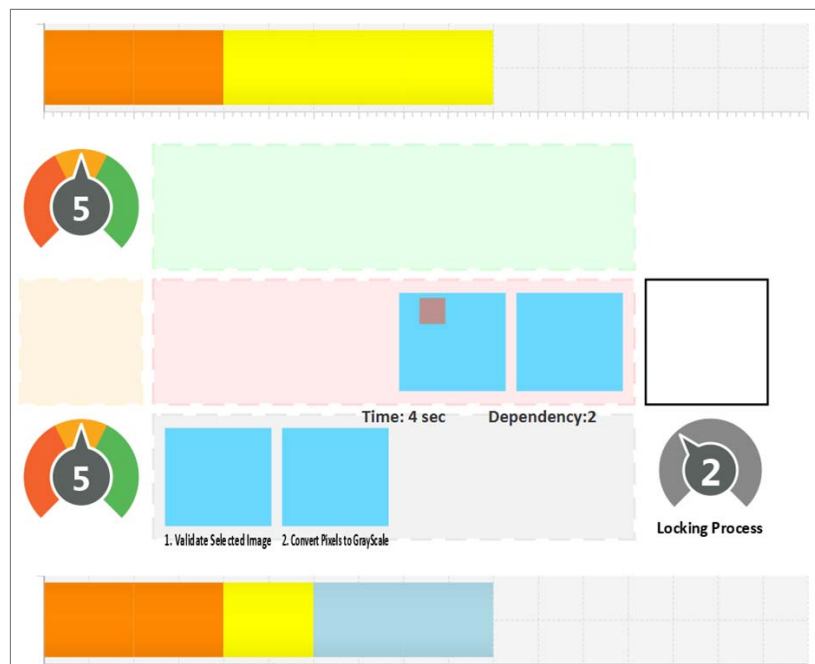 5
Time: 4 sec Dependency:2
5
2
1. Validate Selected Image 2. Convert Pixels to GrayScale
Locking Process